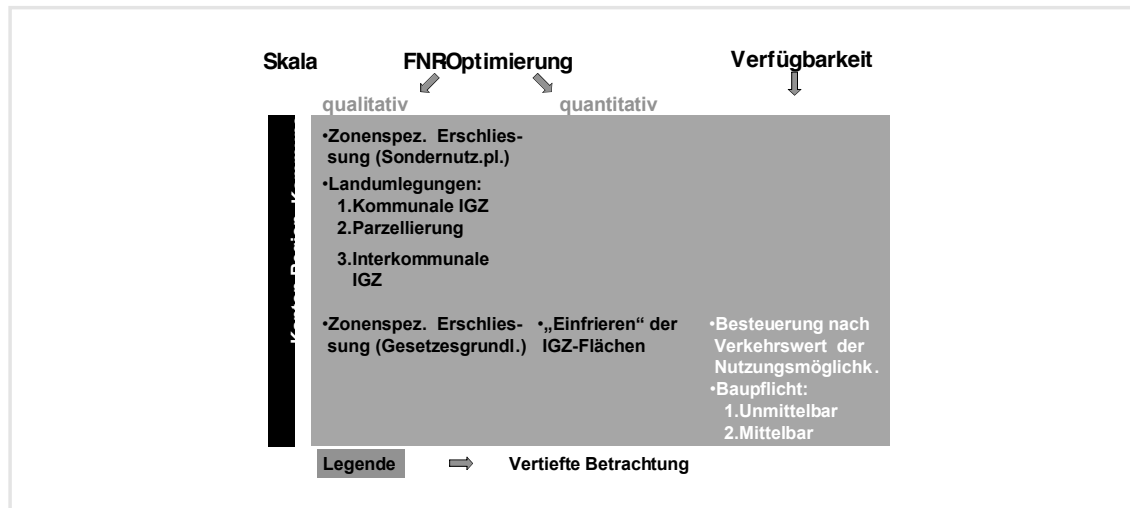 Skala FNROptimierung Verfügbarkeit
qualitativ quantitativ
•Zonenspez. Erschlies-
sung (Sondernutz.pl.)
•Landumlegungen:
1.Kommunale IGZ
2.Parzellierung
3.Interkommunale
IGZ
•Zonenspez. Erschlies-
sung (Gesetzesgrundl.)
•„Einfrieren“ der
IGZ-Flächen
•Besteuerung nach
Verkehrswert der
Nutzungsmöglichk.
•Baupflicht:
1.Unmittelbar
2.Mittelbar
Legende Vertiefte Betrachtung